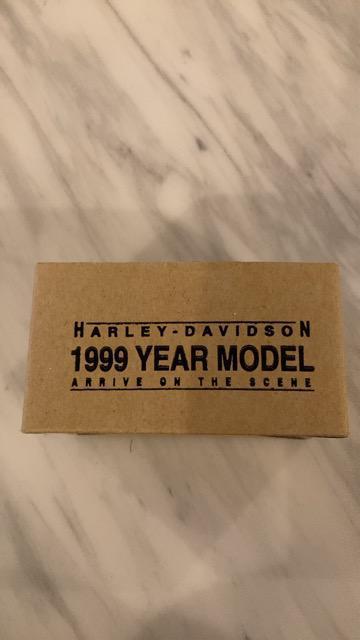 HARLEY-DAVIDSON
1999 YEAR MODEL
ARRIVE ON THE SCENE